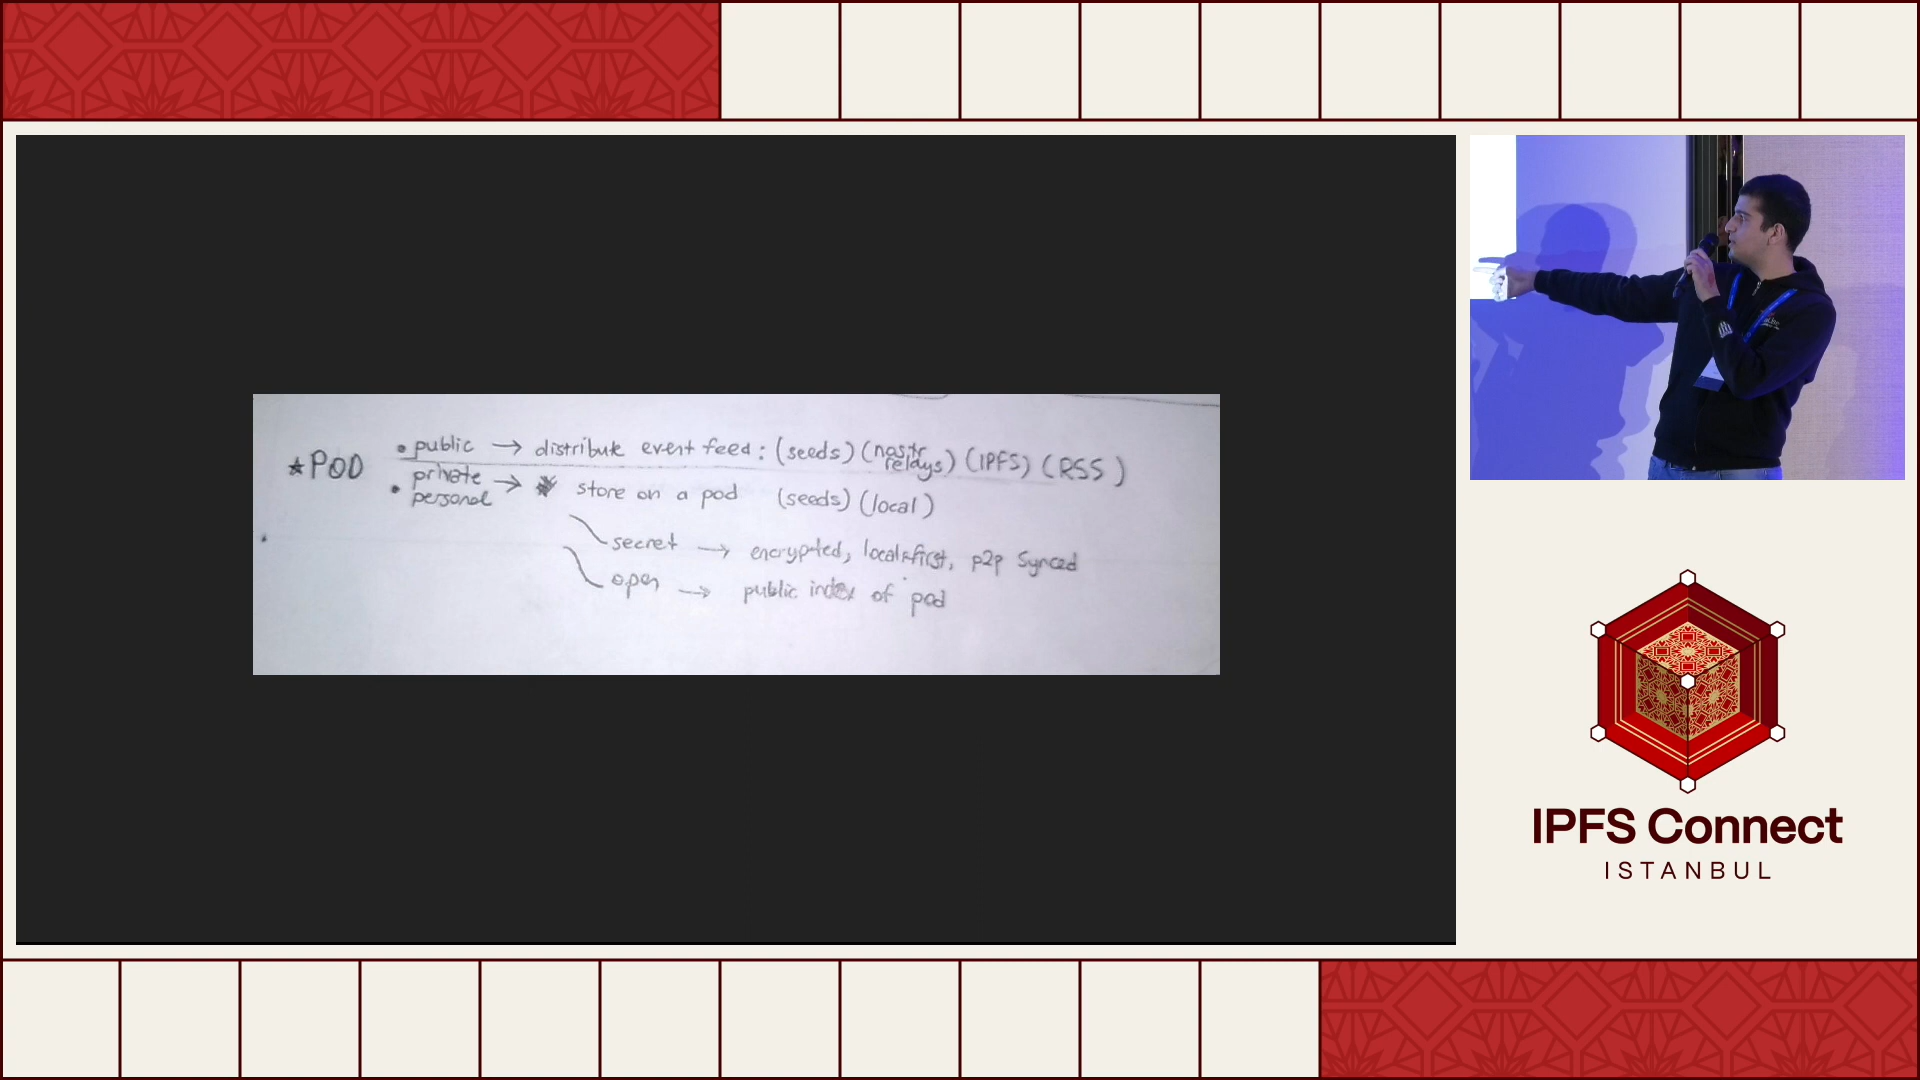 ★POD
• public → distribute event feed: (seeds) (nostr relays) (IPFS) (RSS)
• private personal → store on a pod (seeds) (local)
secret → encrypted, local-first, p2p synced
open → public index of pod
IPFS Connect
ISTANBUL